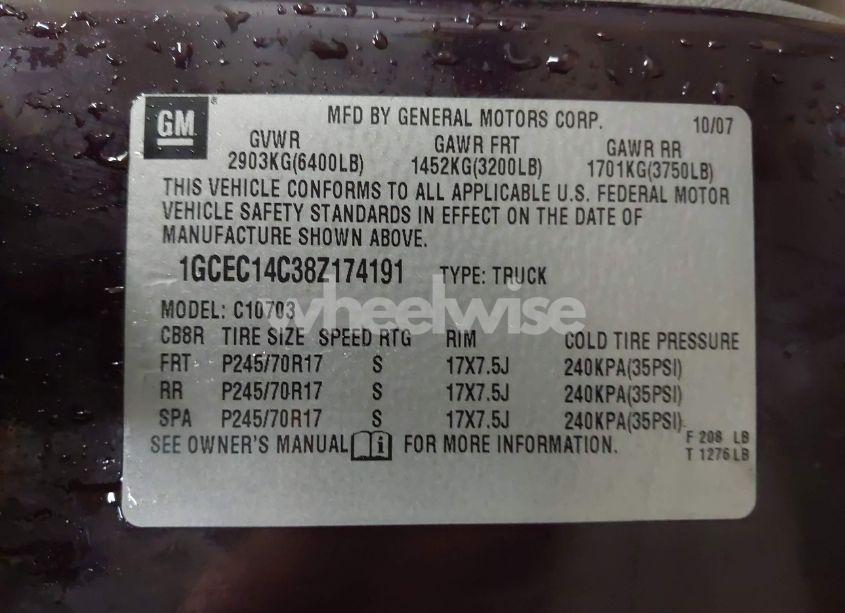 GM
MFD BY GENERAL MOTORS CORP. 10/07
GVWR GAWR FRT GAWR RR
2903KG(6400LB) 1452KG(3200LB) 1701KG(3750LB)
THIS VEHICLE CONFORMS TO ALL APPLICABLE U.S. FEDERAL MOTOR
VEHICLE SAFETY STANDARDS IN EFFECT ON THE DATE OF
MANUFACTURE SHOWN ABOVE.
1GCEC14C38Z174191 TYPE: TRUCK
MODEL: C10703
wheelwise
CB8R TIRE SIZE SPEED RTG RIM COLD TIRE PRESSURE
FRT P245/70R17 S 17X7.5J 240KPA(35PSI)
RR P245/70R17 S 17X7.5J 240KPA(35PSI)
SPA P245/70R17 S 17X7.5J 240KPA(35PSI)
SEE OWNER'S MANUAL i FOR MORE INFORMATION.
F 208 LB
T 1276 LB